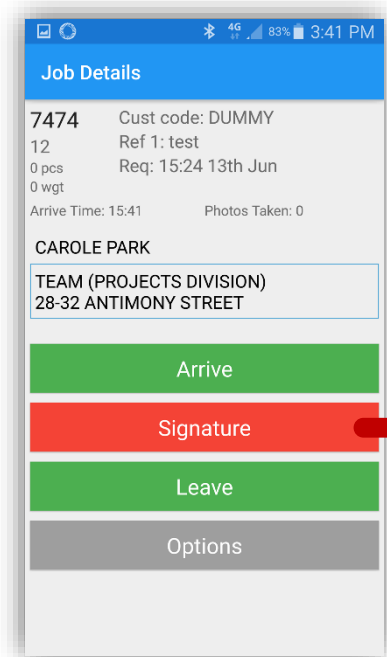 4G 83% 3:41 PM
Job Details
7474 Cust code: DUMMY
12 Ref 1: test
0 pcs Req: 15:24 13th Jun
0 wgt
Arrive Time: 15:41 Photos Taken: 0
CAROLE PARK
TEAM (PROJECTS DIVISION)
28-32 ANTIMONY STREET
Arrive
Signature
Leave
Options